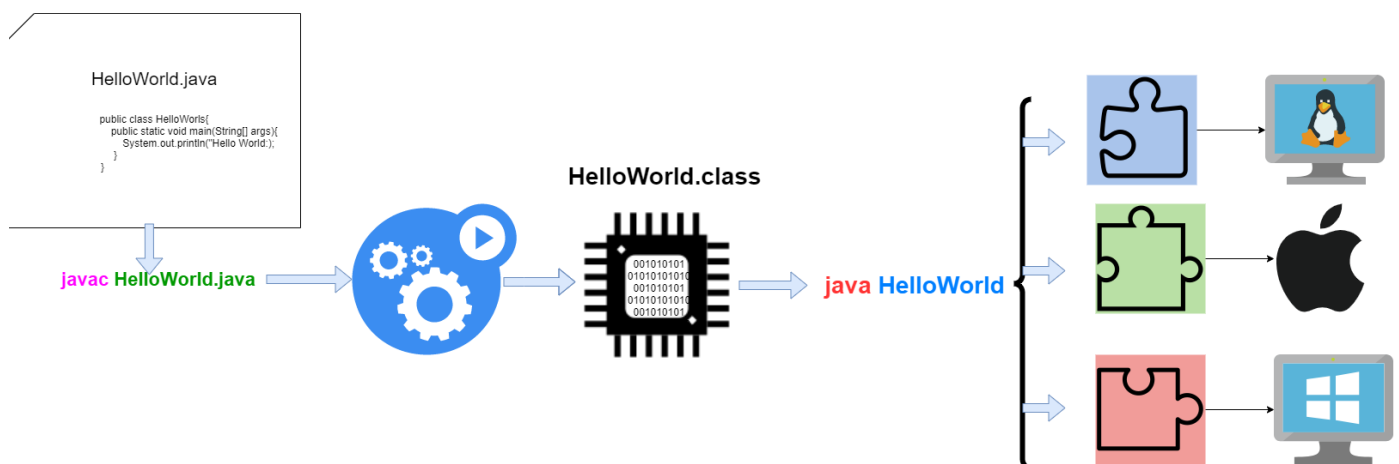 HelloWorld.java
public class HelloWorls{
public static void main(String[] args){
System.out.println("Hello World:);
}
}
javac HelloWorld.java
HelloWorld.class
001010101
01010101010
001010101
01010101010
001010101
java HelloWorld